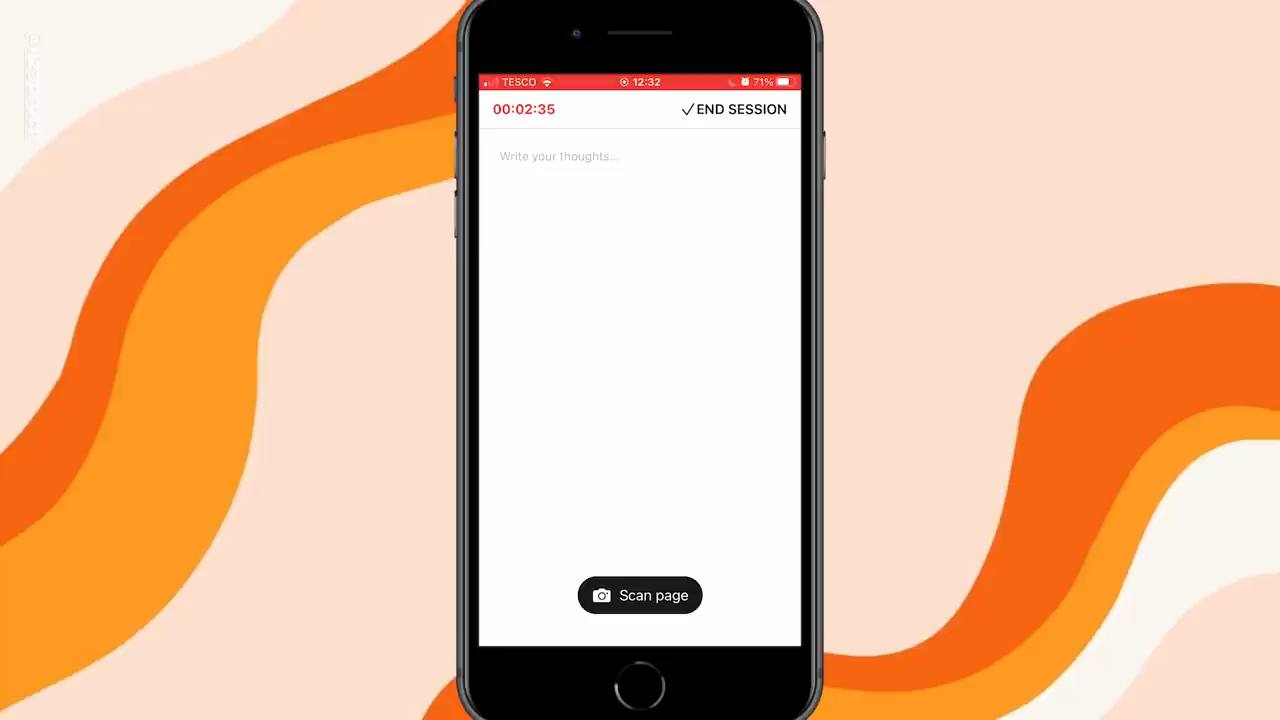 TESCO 12:32 71%
00:02:35 ✓END SESSION
Write your thoughts...
Scan page